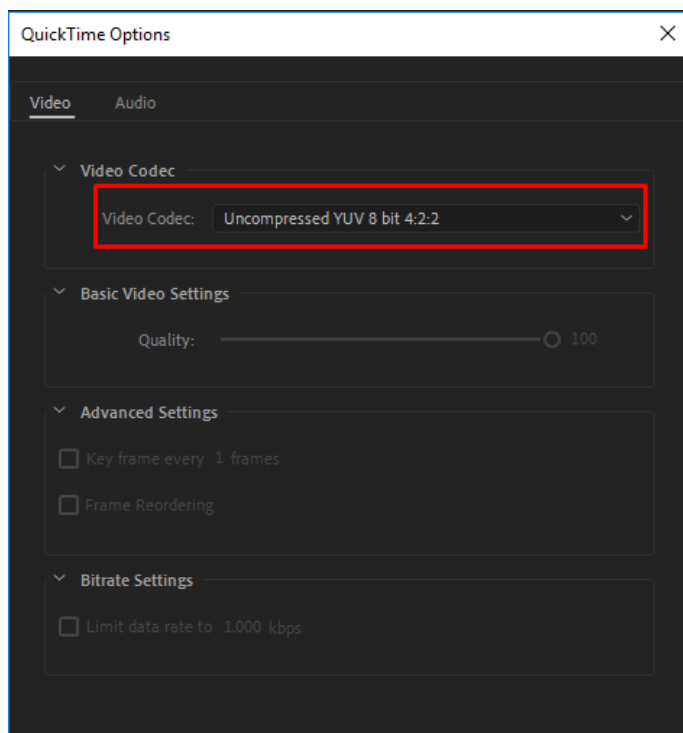 QuickTime Options
Video Audio
Video Codec
Video Codec: Uncompressed YUV 8 bit 4:2:2
Basic Video Settings
Quality: 100
Advanced Settings
Key frame every 1 frames
Frame Reordering
Bitrate Settings
Limit data rate to 1.000 kbps